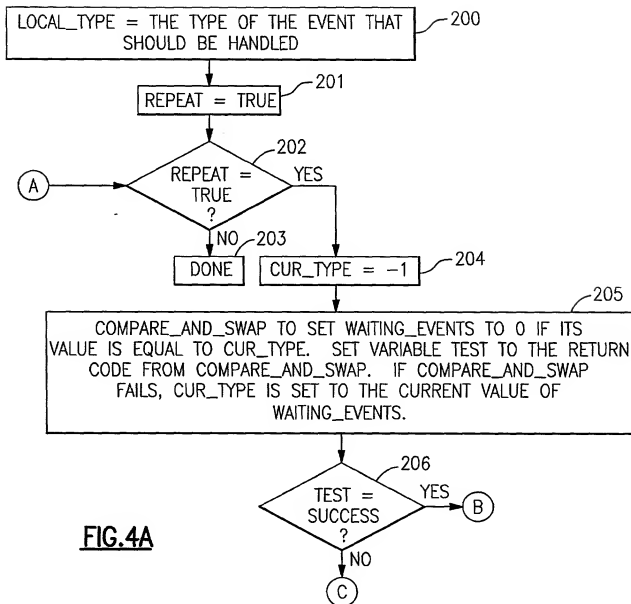 LOCAL_TYPE = THE TYPE OF THE EVENT THAT
SHOULD BE HANDLED
200
201
REPEAT = TRUE
202
A
REPEAT =
TRUE
?
YES
NO
203
DONE
CUR_TYPE = -1
204
205
COMPARE_AND_SWAP TO SET WAITING_EVENTS TO 0 IF ITS
VALUE IS EQUAL TO CUR_TYPE. SET VARIABLE TEST TO THE RETURN
CODE FROM COMPARE_AND_SWAP. IF COMPARE_AND_SWAP
FAILS, CUR_TYPE IS SET TO THE CURRENT VALUE OF
WAITING_EVENTS.
206
TEST =
SUCCESS
?
YES
B
NO
C
FIG.4A